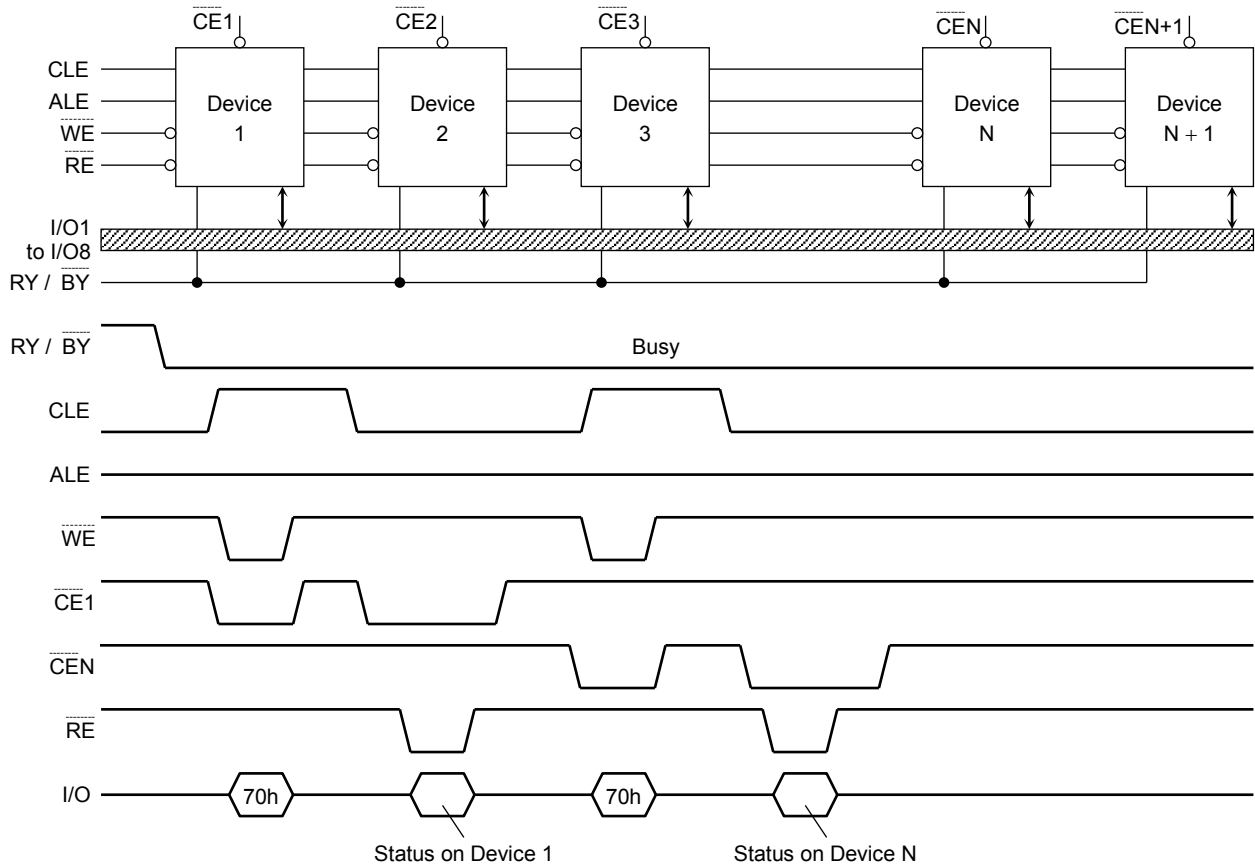 CE1 CE2 CE3 CEN CEN+1
CLE
ALE
WE
RE
Device 1
Device 2
Device 3
Device N
Device N + 1
I/O1
to I/O8
RY / BY
RY / BY
Busy
CLE
ALE
WE
CE1
CEN
RE
I/O
70h
70h
Status on Device 1
Status on Device N